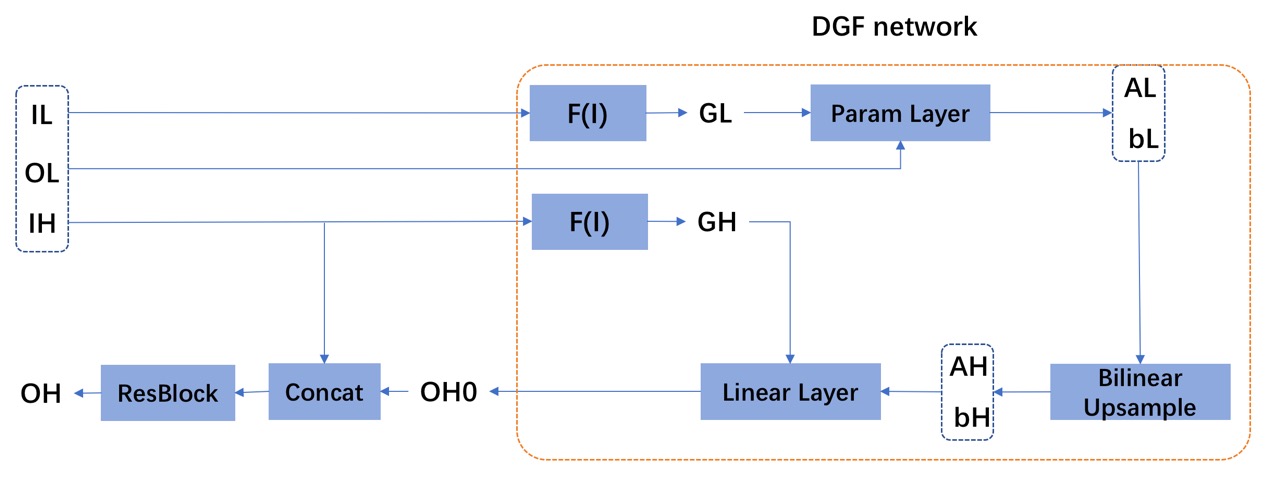 DGF network
IL
F(I)
GL
Param Layer
AL
bL
OL
IH
F(I)
GH
OH
ResBlock
Concat
OH0
Linear Layer
AH
bH
Bilinear
Upsample